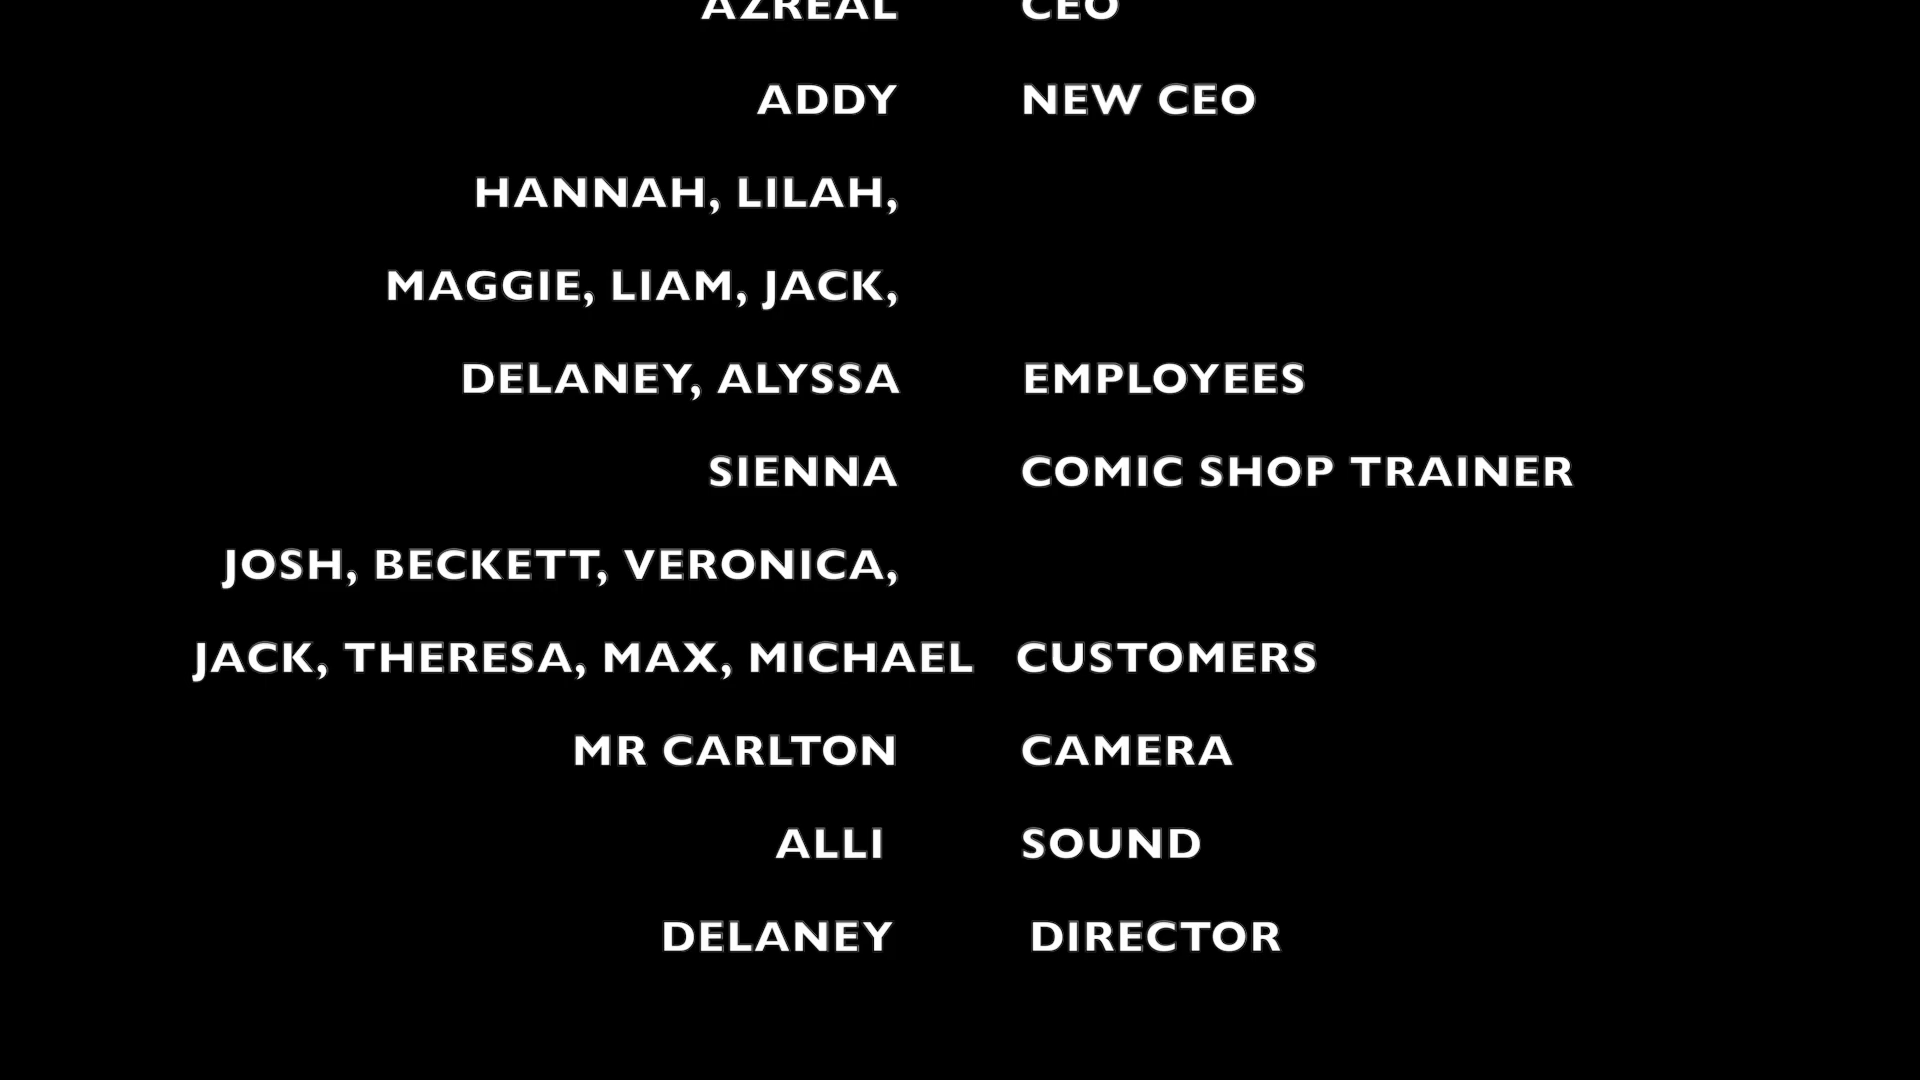 AZREAL CEO
ADDY NEW CEO
HANNAH, LILAH,
MAGGIE, LIAM, JACK,
DELANEY, ALYSSA EMPLOYEES
SIENNA COMIC SHOP TRAINER
JOSH, BECKETT, VERONICA,
JACK, THERESA, MAX, MICHAEL CUSTOMERS
MR CARLTON CAMERA
ALLI SOUND
DELANEY DIRECTOR